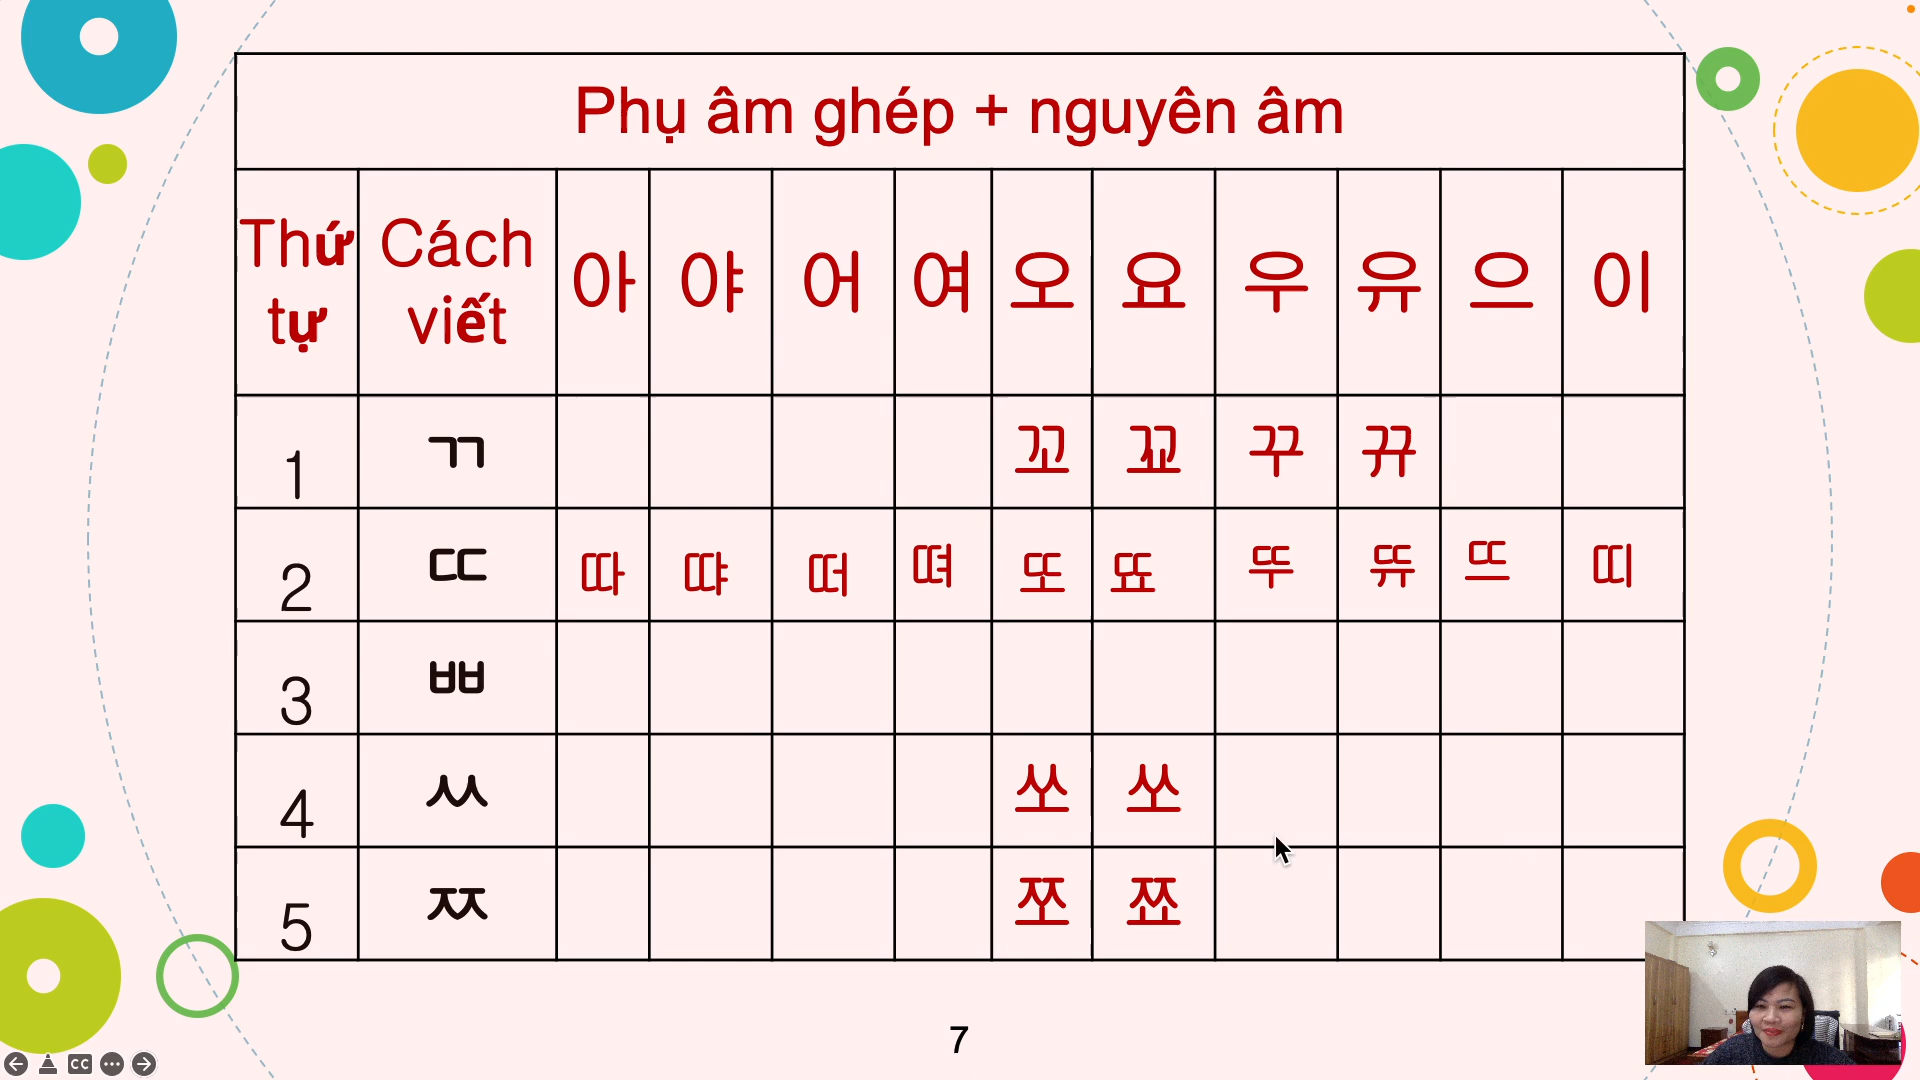 Phụ âm ghép + nguyên âm
Thứ tự Cách viết 아 야 어 여 오 요 우 유 으 이
1 ㄲ 꼬 꾜 꾸 뀨
2 ㄸ 따 땨 떠 뗘 또 뚀 뚜 뜌 뜨 띠
3 ㅃ
4 ㅆ 쏘 쏘
5 ㅉ 쪼 쬬
7
CC